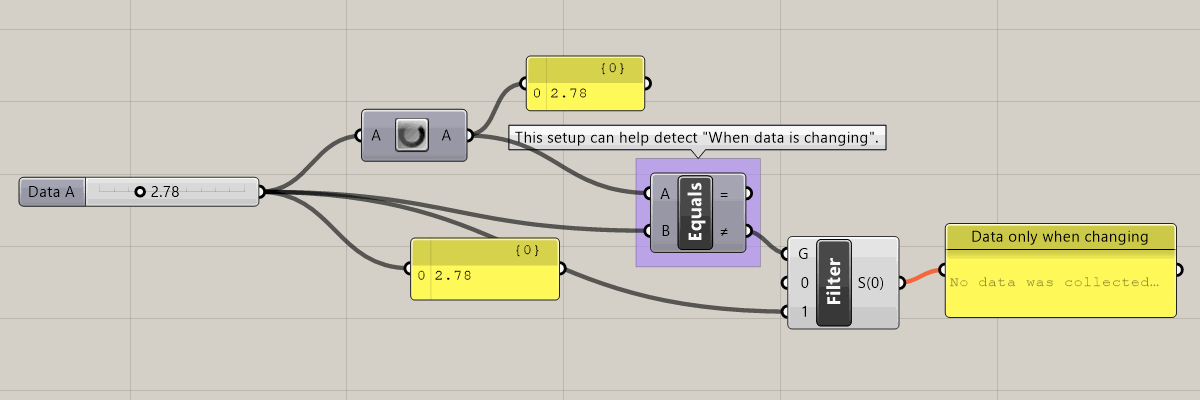 {0}
0 2.78
A A
This setup can help detect "When data is changing".
Data A 2.78
A Equals =
B ≠
{0}
0 2.78
Data only when changing
G
0 Filter S(0)
1
No data was collected…